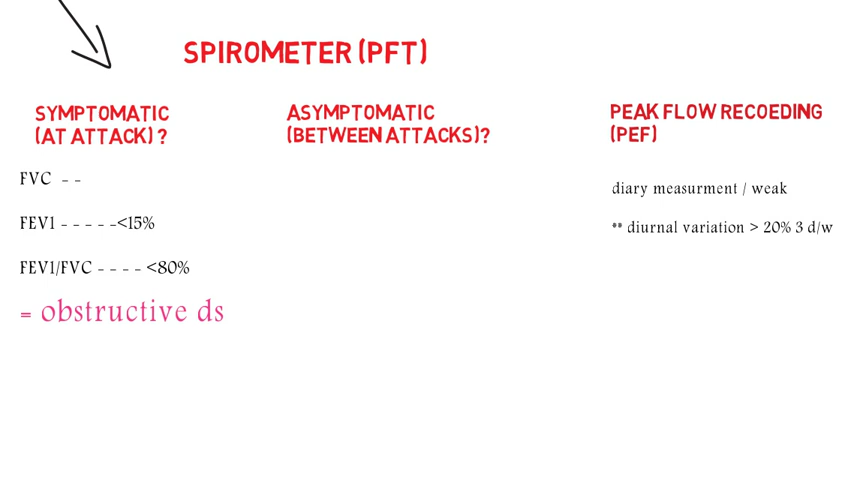 SPIROMETER (PFT)
SYMPTOMATIC
(AT ATTACK) ?
FVC - -
FEV1 - - - - -<15%
FEV1/FVC - - - - <80%
= obstructive ds
ASYMPTOMATIC
(BETWEEN ATTACKS)?
PEAK FLOW RECOEDING
(PEF)
diary measurment / weak
** diurnal variation > 20% 3 d/w